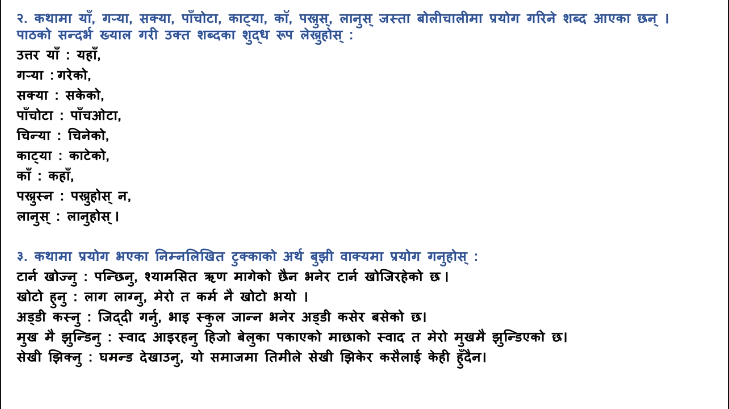 २. कथामा याँ, गऱ्या, सक्या, पाँचोटा, काट्या, काँ, पख्नुस्, लानुस् जस्ता बोलीचालीमा प्रयोग गरिने शब्द आएका छन् ।
पाठको सन्दर्भ ख्याल गरी उक्त शब्दका शुद्ध रूप लेख्नुहोस् :
उत्तर याँ : यहाँ,
गऱ्या : गरेको,
सक्या : सकेको,
पाँचोटा : पाँचओटा,
चिन्या : चिनेको,
काट्या : काटेको,
काँ : कहाँ,
पख्नुस्न : पख्नुहोस् न,
लानुस् : लानुहोस् ।
३. कथामा प्रयोग भएका निम्नलिखित टुक्काको अर्थ बुझी वाक्यमा प्रयोग गनुहोस् :
टार्न खोज्नु : पन्छिनु, श्यामसित ऋण मागेको छैन भनेर टार्न खोजिरहेको छ ।
खोटो हुनु : लाग लाग्नु, मेरो त कर्म नै खोटो भयो ।
अड्डी कस्नु : जिद्दी गर्नु, भाइ स्कुल जान्न भनेर अड्डी कसेर बसेको छ।
मुख मै झुन्डिनु : स्वाद आइरहनु हिजो बेलुका पकाएको माछाको स्वाद त मेरो मुखमै झुन्डिएको छ।
सेखी झिक्नु : घमन्ड देखाउनु, यो समाजमा तिमीले सेखी झिकेर कसैलाई केही हुँदैन।